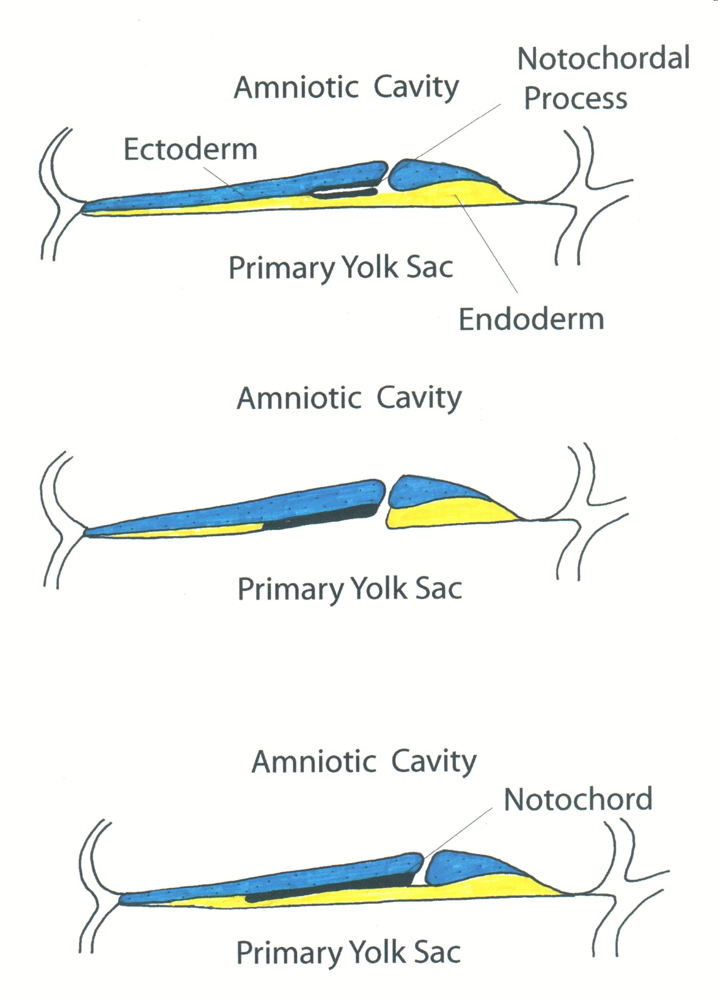 Notochordal
Process
Amniotic Cavity
Ectoderm
Primary Yolk Sac
Endoderm
Amniotic Cavity
Primary Yolk Sac
Amniotic Cavity
Notochord
Primary Yolk Sac